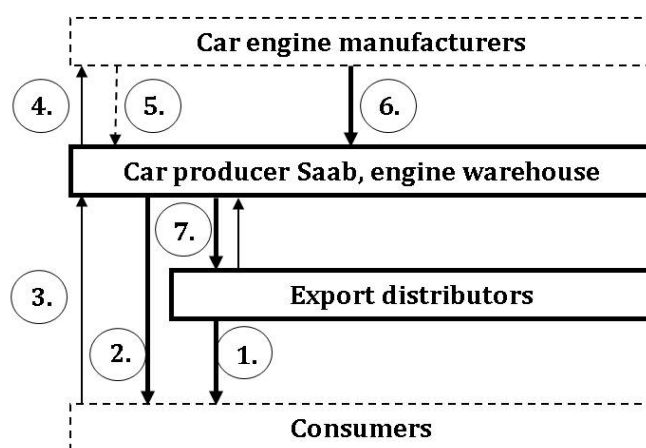 Car engine manufacturers
4.
5.
6.
Car producer Saab, engine warehouse
7.
3.
Export distributors
2.
1.
Consumers